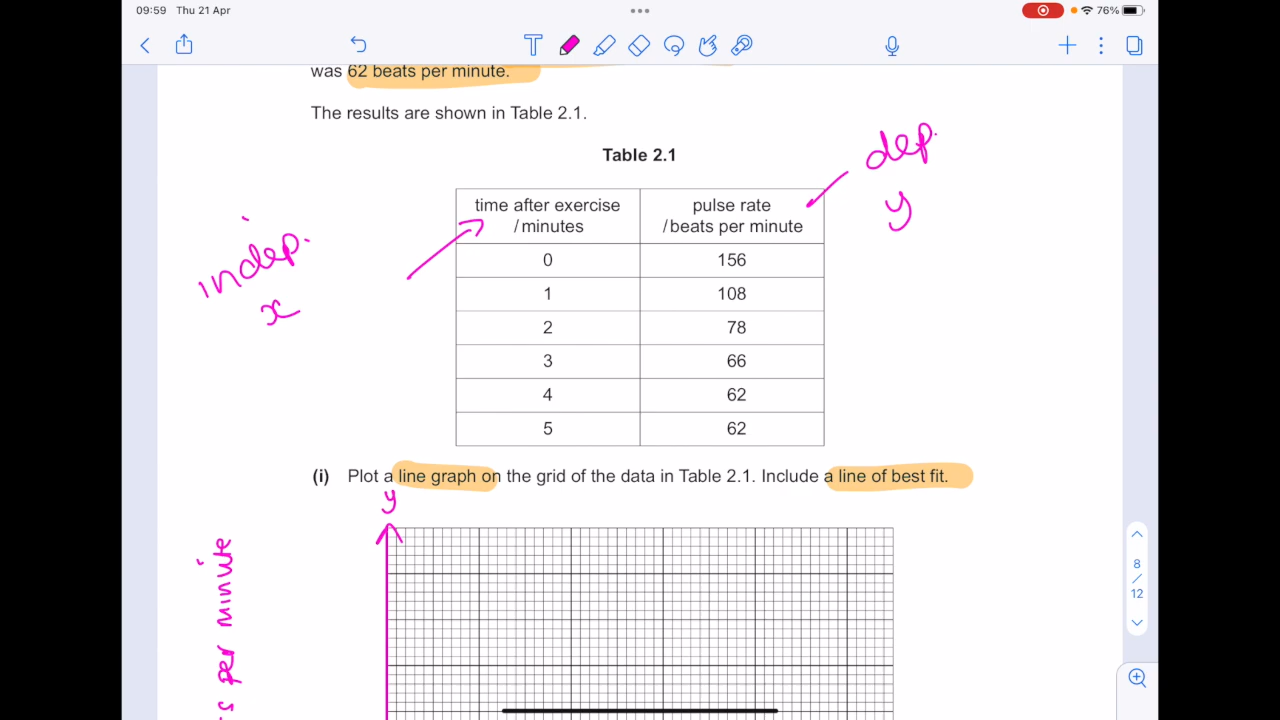 09:59 Thu 21 Apr
76%
T
was 62 beats per minute.
The results are shown in Table 2.1.
dep.
y
Table 2.1
indep.
x
time after exercise
/minutes
pulse rate
/beats per minute
0 156
1 108
2 78
3 66
4 62
5 62
(i) Plot a line graph on the grid of the data in Table 2.1. Include a line of best fit.
y
per minute
8
/
12